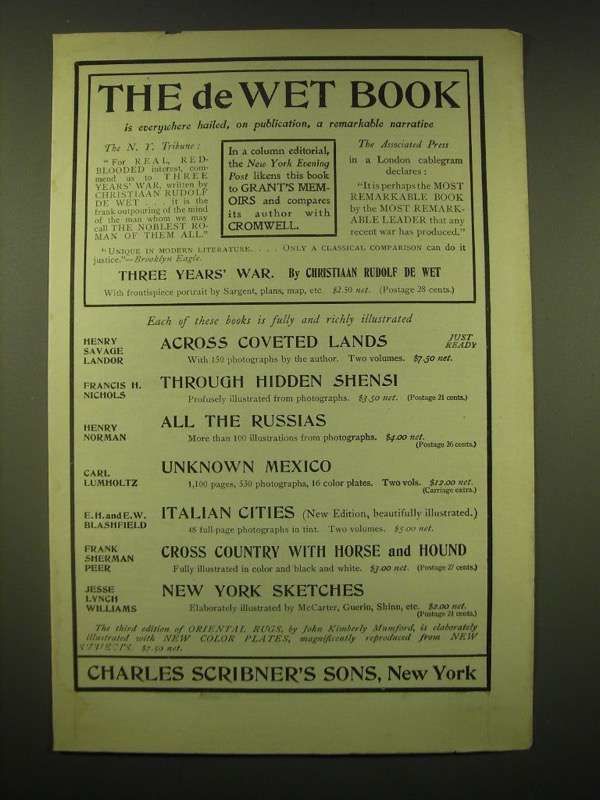 THE de WET BOOK
is everywhere hailed, on publication, a remarkable narrative
The N. Y. Tribune:
"For REAL, RED-
BLOODED interest, com-
mend us to THREE
YEARS' WAR, written by
CHRISTIAAN RUDOLF
DE WET . . . it is the
frank outpouring of the mind
of the man whom we may
call THE NOBLEST RO-
MAN OF THEM ALL"
In a column editorial,
the New York Evening
Post likens this book
to GRANT'S MEM-
OIRS and compares
its author with
CROMWELL.
The Associated Press
in a London cablegram
declares:
"It is perhaps the MOST
REMARKABLE BOOK
by the MOST REMARK-
ABLE LEADER that any
recent war has produced."
"UNIQUE IN MODERN LITERATURE. . . . ONLY A CLASSICAL COMPARISON can do it
justice."—Brooklyn Eagle.
THREE YEARS' WAR. By CHRISTIAAN RUDOLF DE WET
With frontispiece portrait by Sargent, plans, map, etc $2.50 net. (Postage 28 cents.)
Each of these books is fully and richly illustrated
HENRY
SAVAGE
LANDOR
ACROSS COVETED LANDS
JUST
READY
With 150 photographs by the author. Two volumes. $7.50 net.
FRANCIS H.
NICHOLS
THROUGH HIDDEN SHENSI
Profusely illustrated from photographs. $3.50 net. (Postage 21 cents.)
HENRY
NORMAN
ALL THE RUSSIAS
More than 100 illustrations from photographs. $4.00 net.
(Postage 26 cents.)
CARL
LUMHOLTZ
UNKNOWN MEXICO
1,100 pages, 530 photographs, 16 color plates. Two vols. $12.00 net.
(Carriage extra.)
E. H. and E. W.
BLASHFIELD
ITALIAN CITIES (New Edition, beautifully illustrated.)
48 full-page photographs in tint. Two volumes. $5.00 net.
FRANK
SHERMAN
PEER
CROSS COUNTRY WITH HORSE and HOUND
Fully illustrated in color and black and white. $3.00 net. (Postage 27 cents.)
JESSE
LYNCH
WILLIAMS
NEW YORK SKETCHES
Elaborately illustrated by McCarter, Guerin, Shinn, etc. $2.00 net.
(Postage 21 cents.)
The third edition of ORIENTAL RUGS, by John Kimberly Mumford, is elaborately
illustrated with NEW COLOR PLATES, magnificently reproduced from NEW
$7.50 net.
CHARLES SCRIBNER'S SONS, New York